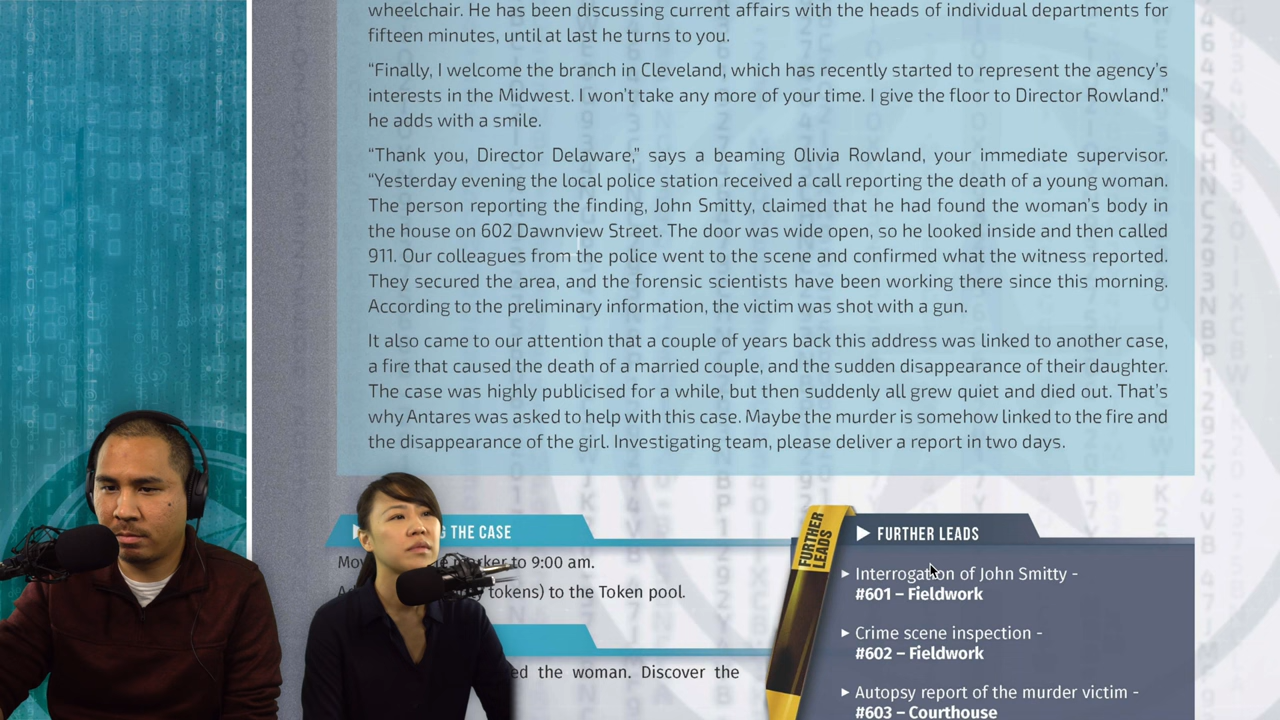 wheelchair. He has been discussing current affairs with the heads of individual departments for
fifteen minutes, until at last he turns to you.
“Finally, I welcome the branch in Cleveland, which has recently started to represent the agency’s
interests in the Midwest. I won’t take any more of your time. I give the floor to Director Rowland.”
he adds with a smile.
“Thank you, Director Delaware,” says a beaming Olivia Rowland, your immediate supervisor.
“Yesterday evening the local police station received a call reporting the death of a young woman.
The person reporting the finding, John Smitty, claimed that he had found the woman’s body in
the house on 602 Dawnview Street. The door was wide open, so he looked inside and then called
911. Our colleagues from the police went to the scene and confirmed what the witness reported.
They secured the area, and the forensic scientists have been working there since this morning.
According to the preliminary information, the victim was shot with a gun.
It also came to our attention that a couple of years back this address was linked to another case,
a fire that caused the death of a married couple, and the sudden disappearance of their daughter.
The case was highly publicised for a while, but then suddenly all grew quiet and died out. That’s
why Antares was asked to help with this case. Maybe the murder is somehow linked to the fire and
the disappearance of the girl. Investigating team, please deliver a report in two days.
THE CASE
to 9:00 am.
tokens) to the Token pool.
the woman. Discover the
FURTHER LEADS
FURTHER LEADS
Interrogation of John Smitty -
#601 – Fieldwork
Crime scene inspection -
#602 – Fieldwork
Autopsy report of the murder victim -
#603 – Courthouse